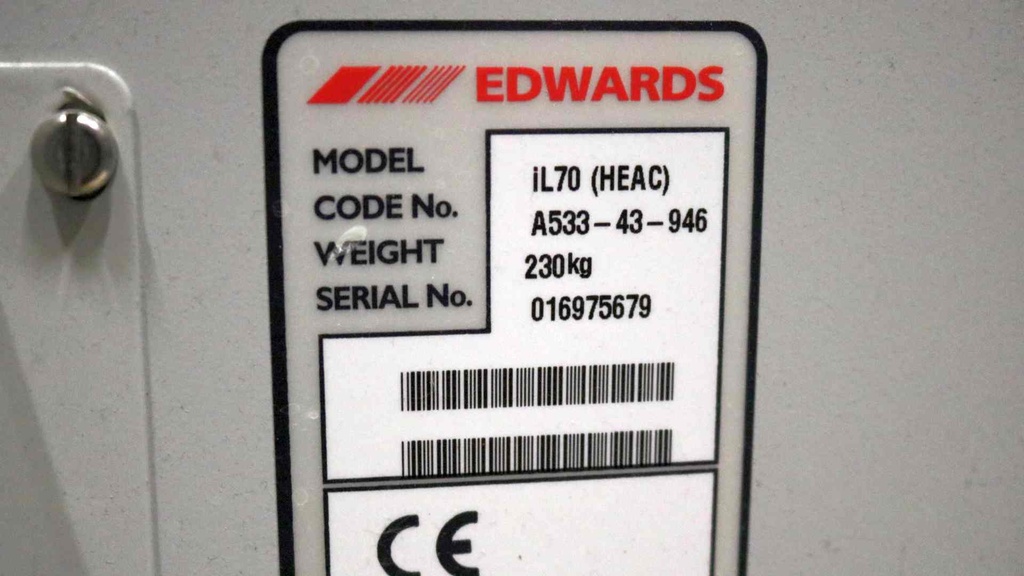 EDWARDS
MODEL iL70 (HEAC)
CODE No. A533-43-946
WEIGHT 230kg
SERIAL No. 016975679
CE